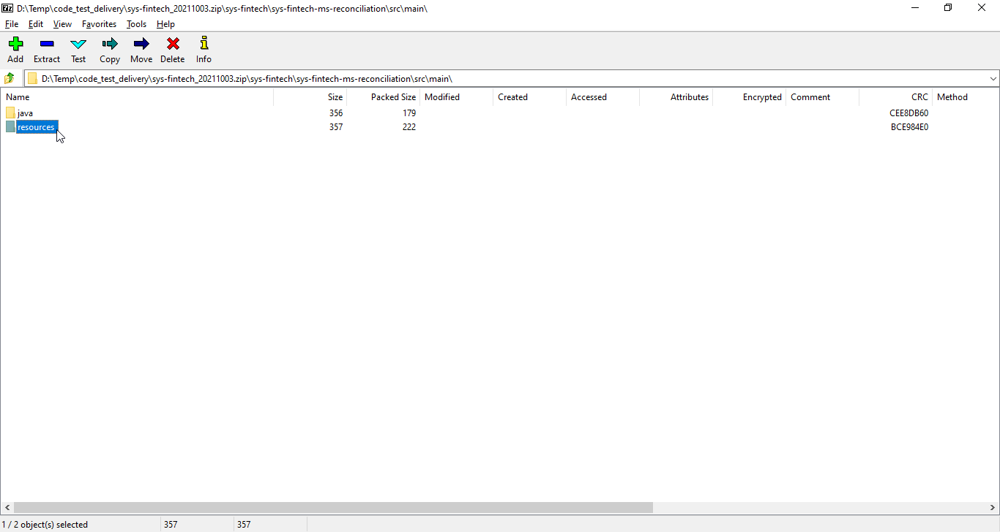 7z D:\Temp\code_test_delivery\sys-fintech_20211003.zip\sys-fintech\sys-fintech-ms-reconciliation\src\main\
File Edit View Favorites Tools Help
Add Extract Test Copy Move Delete Info
D:\Temp\code_test_delivery\sys-fintech_20211003.zip\sys-fintech\sys-fintech-ms-reconciliation\src\main\
Name Size Packed Size Modified Created Accessed Attributes Encrypted Comment CRC Method
java 356 179 CEE8DB60
resources 357 222 BCE984E0
1 / 2 object(s) selected 357 357